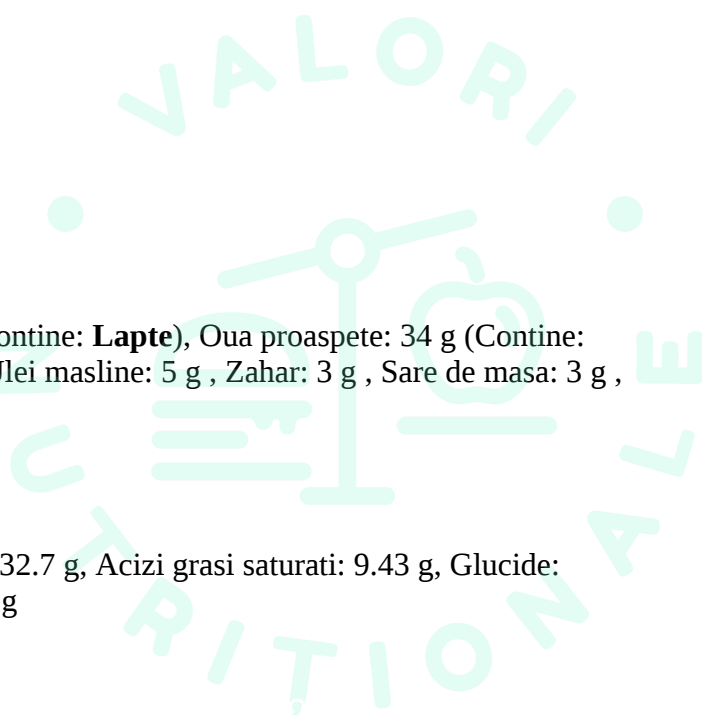 VALORI
ontine: Lapte), Oua proaspete: 34 g (Contine:
lei masline: 5 g , Zahar: 3 g , Sare de masa: 3 g ,
NUTRITIONALE
32.7 g, Acizi grasi saturati: 9.43 g, Glucide:
g